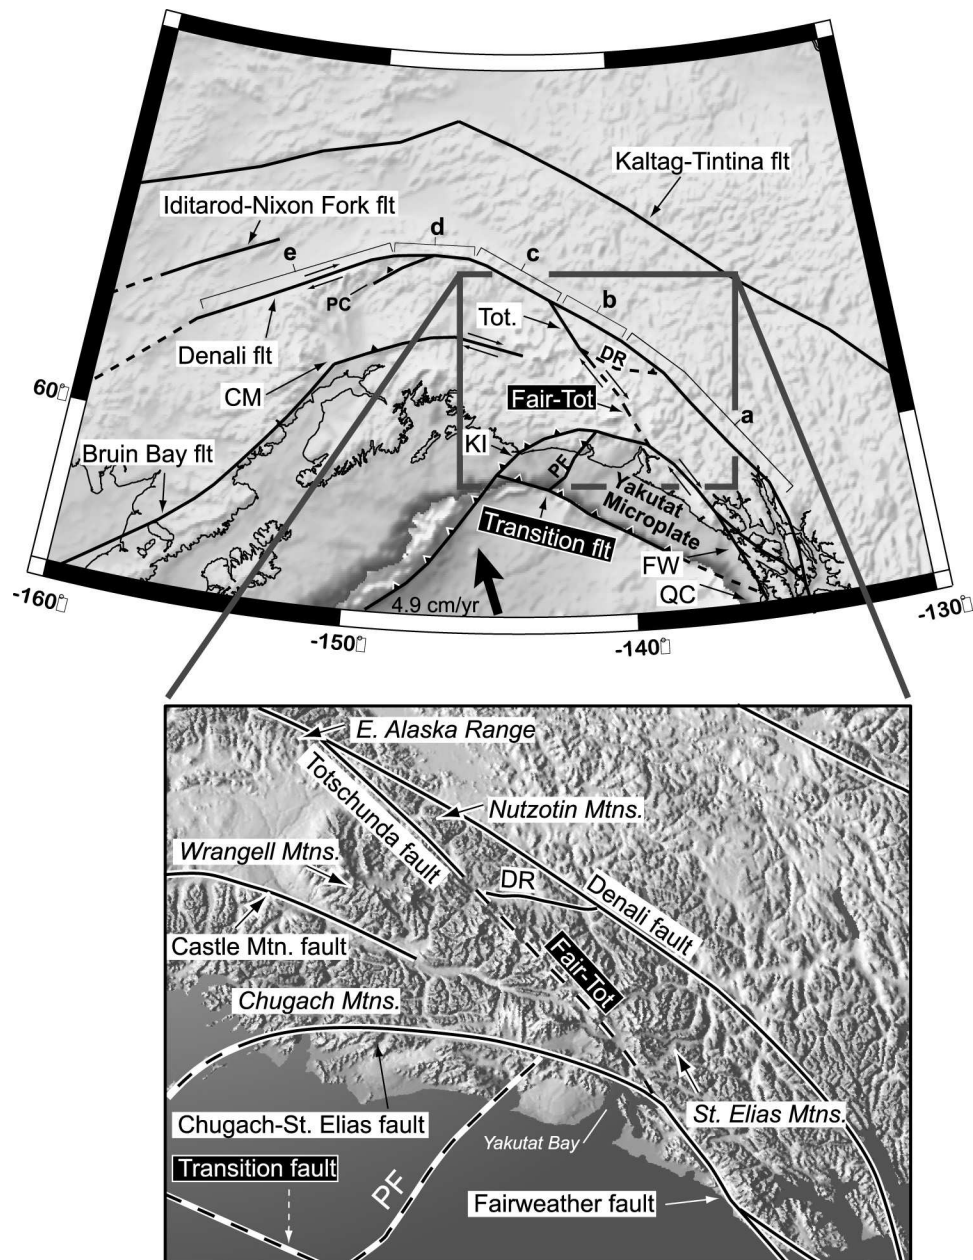 Kaltag-Tintina flt
Iditarod-Nixon Fork flt
d
e
c
PC
b
Tot.
Denali flt
DR
CM
60
Fair-Tot
a
KI
Bruin Bay flt
PF
Yakutat
Microplate
Transition flt
FW
QC
4.9 cm/yr
-160
-130
-150
-140
E. Alaska Range
Totschunda fault
Nutzotin Mtns.
Wrangell Mtns.
DR
Denali fault
Castle Mtn. fault
Fair-Tot
Chugach Mtns.
Chugach-St. Elias fault
St. Elias Mtns.
Yakutat Bay
Transition fault
PF
Fairweather fault